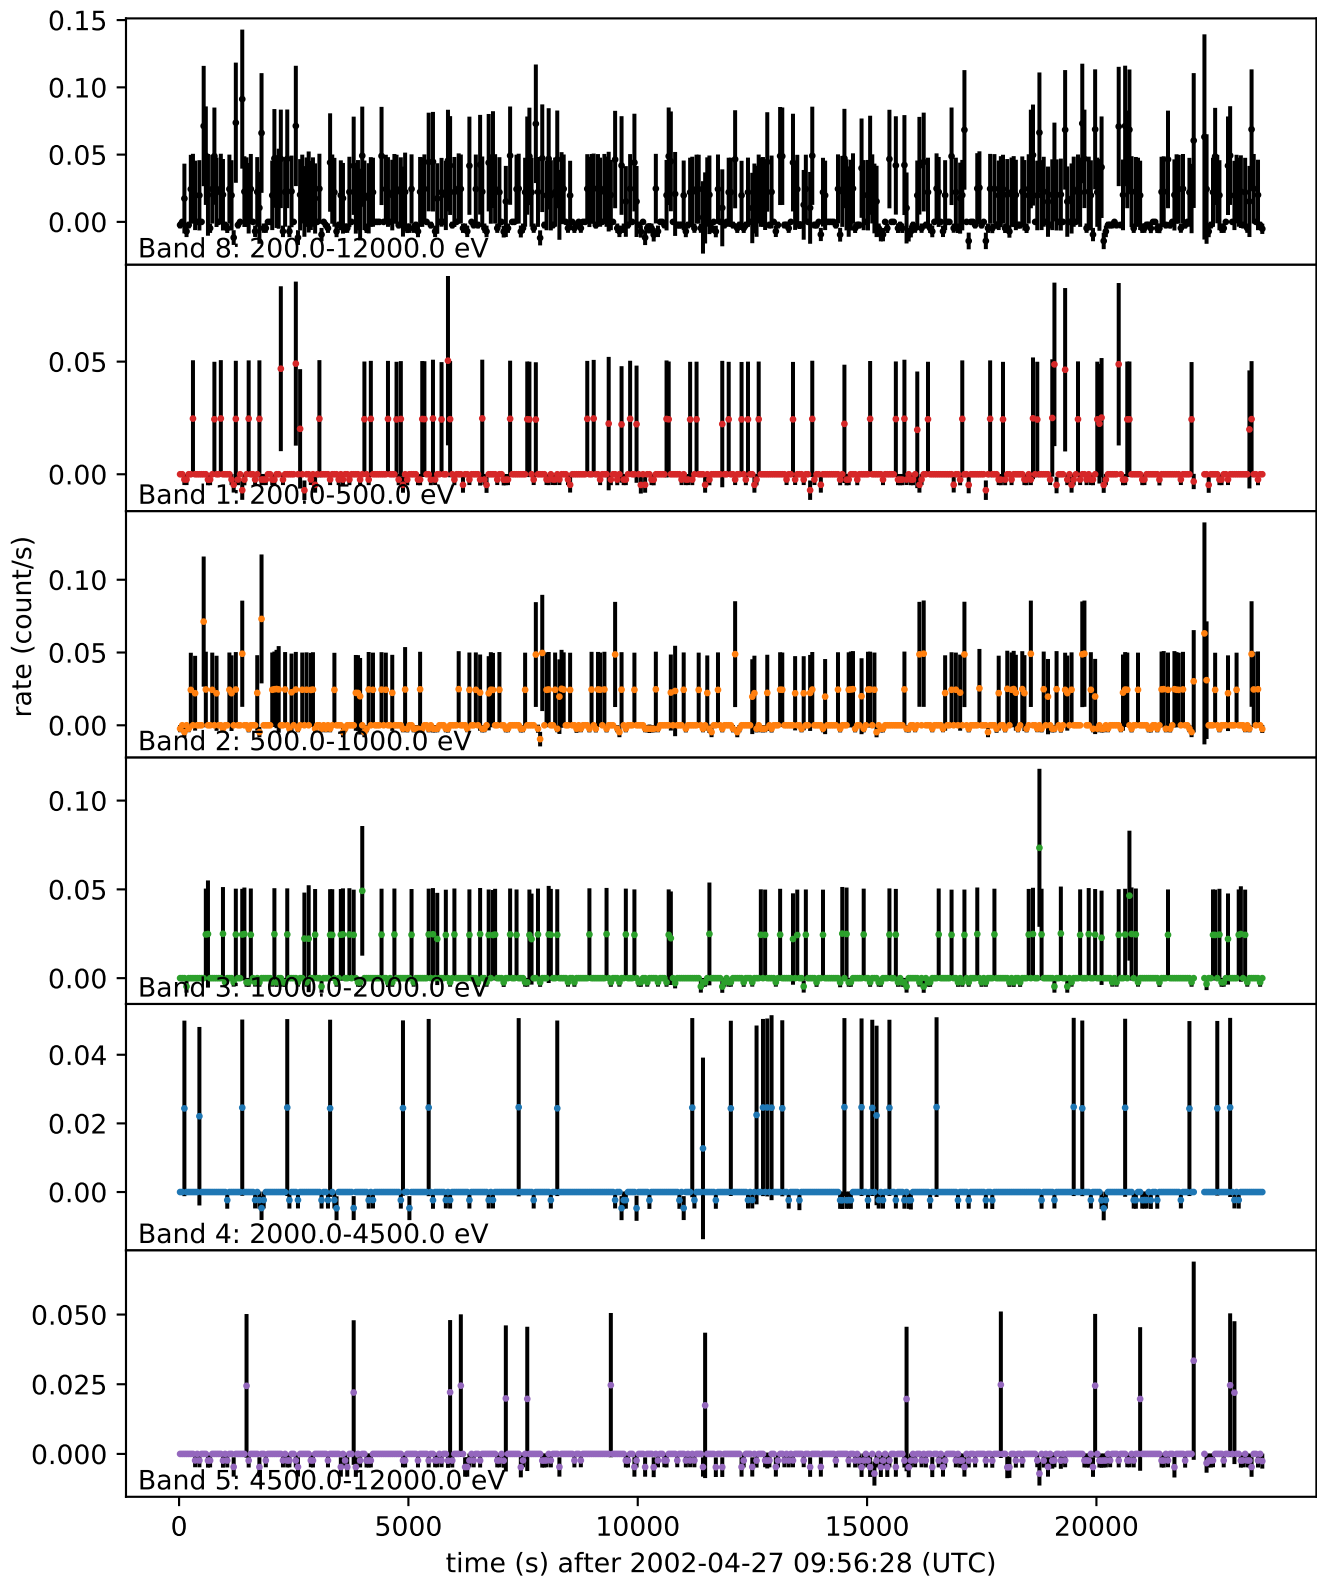 0.15
0.10
0.05
0.00
Band 8: 200.0-12000.0 eV
0.05
0.00
Band 1: 200.0-500.0 eV
rate (count/s)
0.10
0.05
0.00
Band 2: 500.0-1000.0 eV
0.10
0.05
0.00
Band 3: 1000.0-2000.0 eV
0.04
0.02
0.00
Band 4: 2000.0-4500.0 eV
0.050
0.025
0.000
Band 5: 4500.0-12000.0 eV
0 5000 10000 15000 20000
time (s) after 2002-04-27 09:56:28 (UTC)